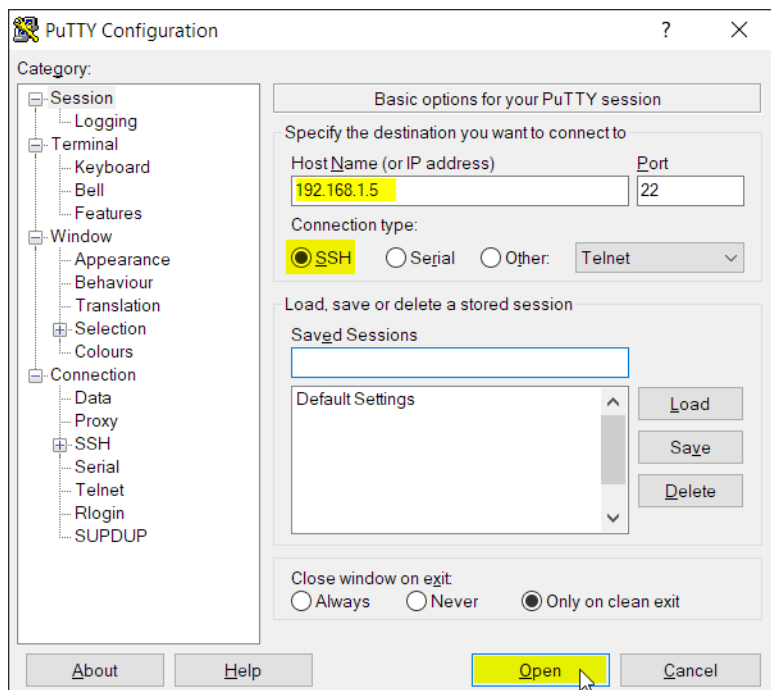 PuTTY Configuration
?
Category:
Session
Logging
Terminal
Keyboard
Bell
Features
Window
Appearance
Behaviour
Translation
Selection
Colours
Connection
Data
Proxy
SSH
Serial
Telnet
Rlogin
SUPDUP
Basic options for your PuTTY session
Specify the destination you want to connect to
Host Name (or IP address) Port
192.168.1.5 22
Connection type:
SSH Serial Other: Telnet
Load, save or delete a stored session
Saved Sessions
Default Settings
Load
Save
Delete
Close window on exit:
Always Never Only on clean exit
About Help Open Cancel